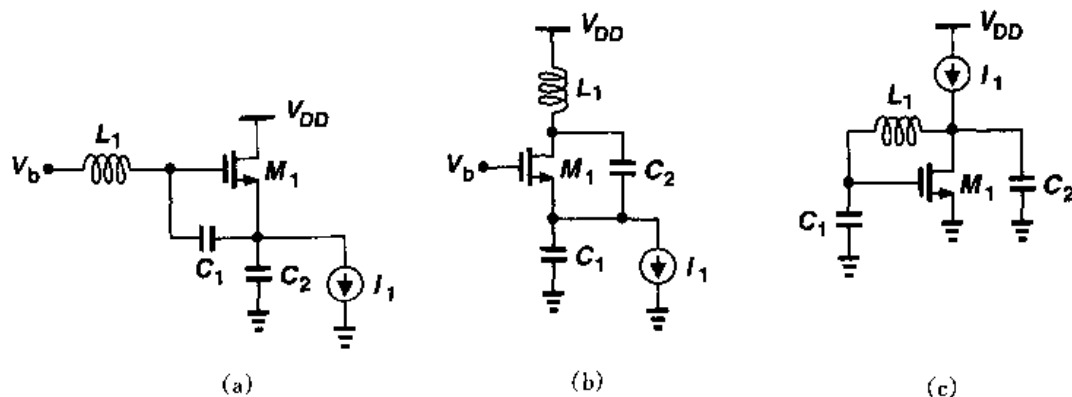 V_DD
L_1
V_b
M_1
C_1
C_2
I_1
(a)
V_DD
L_1
V_b
M_1
C_2
C_1
I_1
(b)
V_DD
I_1
L_1
M_1
C_1
C_2
(c)